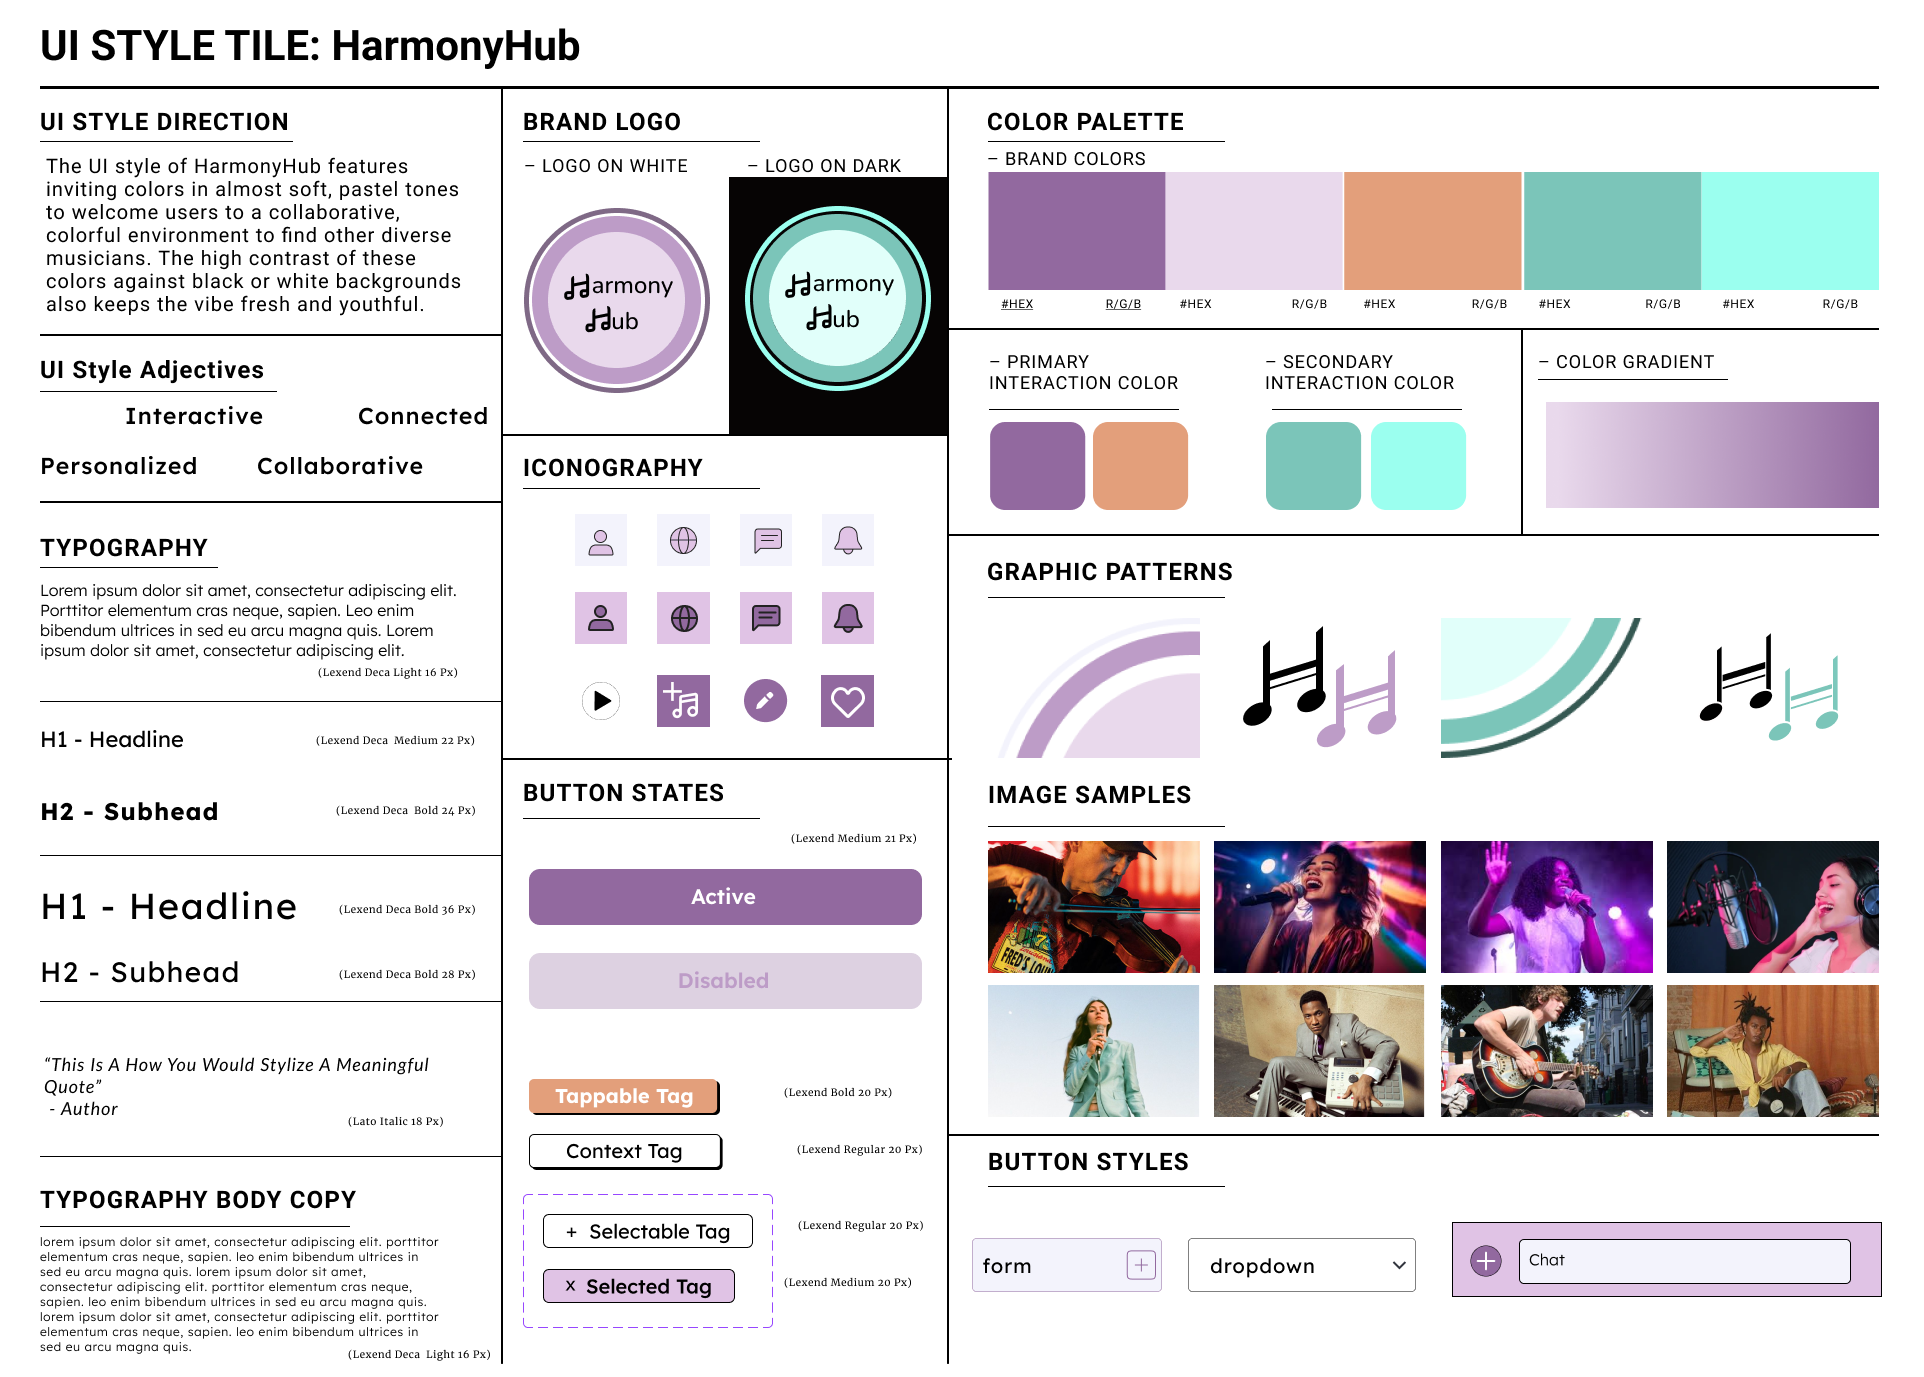 UI STYLE TILE: HarmonyHub
UI STYLE DIRECTION
The UI style of HarmonyHub features
inviting colors in almost soft, pastel tones
to welcome users to a collaborative,
colorful environment to find other diverse
musicians. The high contrast of these
colors against black or white backgrounds
also keeps the vibe fresh and youthful.
UI Style Adjectives
Interactive Connected
Personalized Collaborative
TYPOGRAPHY
Lorem ipsum dolor sit amet, consectetur adipiscing elit.
Porttitor elementum cras neque, sapien. Leo enim
bibendum ultrices in sed eu arcu magna quis. Lorem
ipsum dolor sit amet, consectetur adipiscing elit.
(Lexend Deca Light 16 Px)
H1 - Headline (Lexend Deca Medium 22 Px)
H2 - Subhead (Lexend Deca Bold 24 Px)
H1 - Headline (Lexend Deca Bold 36 Px)
H2 - Subhead (Lexend Deca Bold 28 Px)
“This Is A How You Would Stylize A Meaningful
Quote”
- Author
(Lato Italic 18 Px)
TYPOGRAPHY BODY COPY
lorem ipsum dolor sit amet, consectetur adipiscing elit. porttitor
elementum cras neque, sapien. leo enim bibendum ultrices in
sed eu arcu magna quis. lorem ipsum dolor sit amet,
consectetur adipiscing elit. porttitor elementum cras neque,
sapien. leo enim bibendum ultrices in sed eu arcu magna quis.
lorem ipsum dolor sit amet, consectetur adipiscing elit. porttitor
elementum cras neque, sapien. leo enim bibendum ultrices in
sed eu arcu magna quis.
(Lexend Deca Light 16 Px)
BRAND LOGO
– LOGO ON WHITE
Harmony
Hub
– LOGO ON DARK
Harmony
Hub
ICONOGRAPHY
BUTTON STATES
(Lexend Medium 21 Px)
Active
Disabled
Tappable Tag (Lexend Bold 20 Px)
Context Tag (Lexend Regular 20 Px)
+ Selectable Tag (Lexend Regular 20 Px)
x Selected Tag (Lexend Medium 20 Px)
COLOR PALETTE
– BRAND COLORS
#HEX R/G/B #HEX R/G/B #HEX R/G/B #HEX R/G/B #HEX R/G/B
– PRIMARY
INTERACTION COLOR
– SECONDARY
INTERACTION COLOR
– COLOR GRADIENT
GRAPHIC PATTERNS
IMAGE SAMPLES
FRED'S
BUTTON STYLES
form
dropdown
Chat